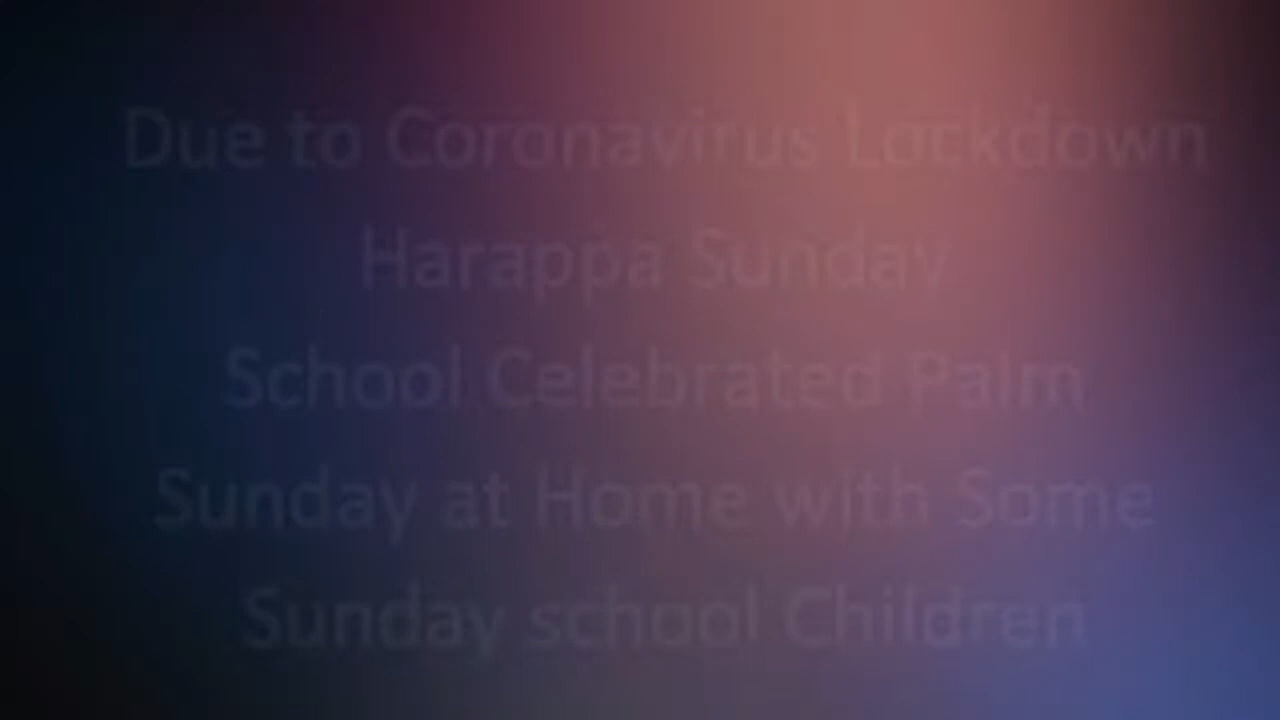 Due to Coronavirus Lockdown
Harappa Sunday
School Celebrated Palm
Sunday at Home with Some
Sunday school Children